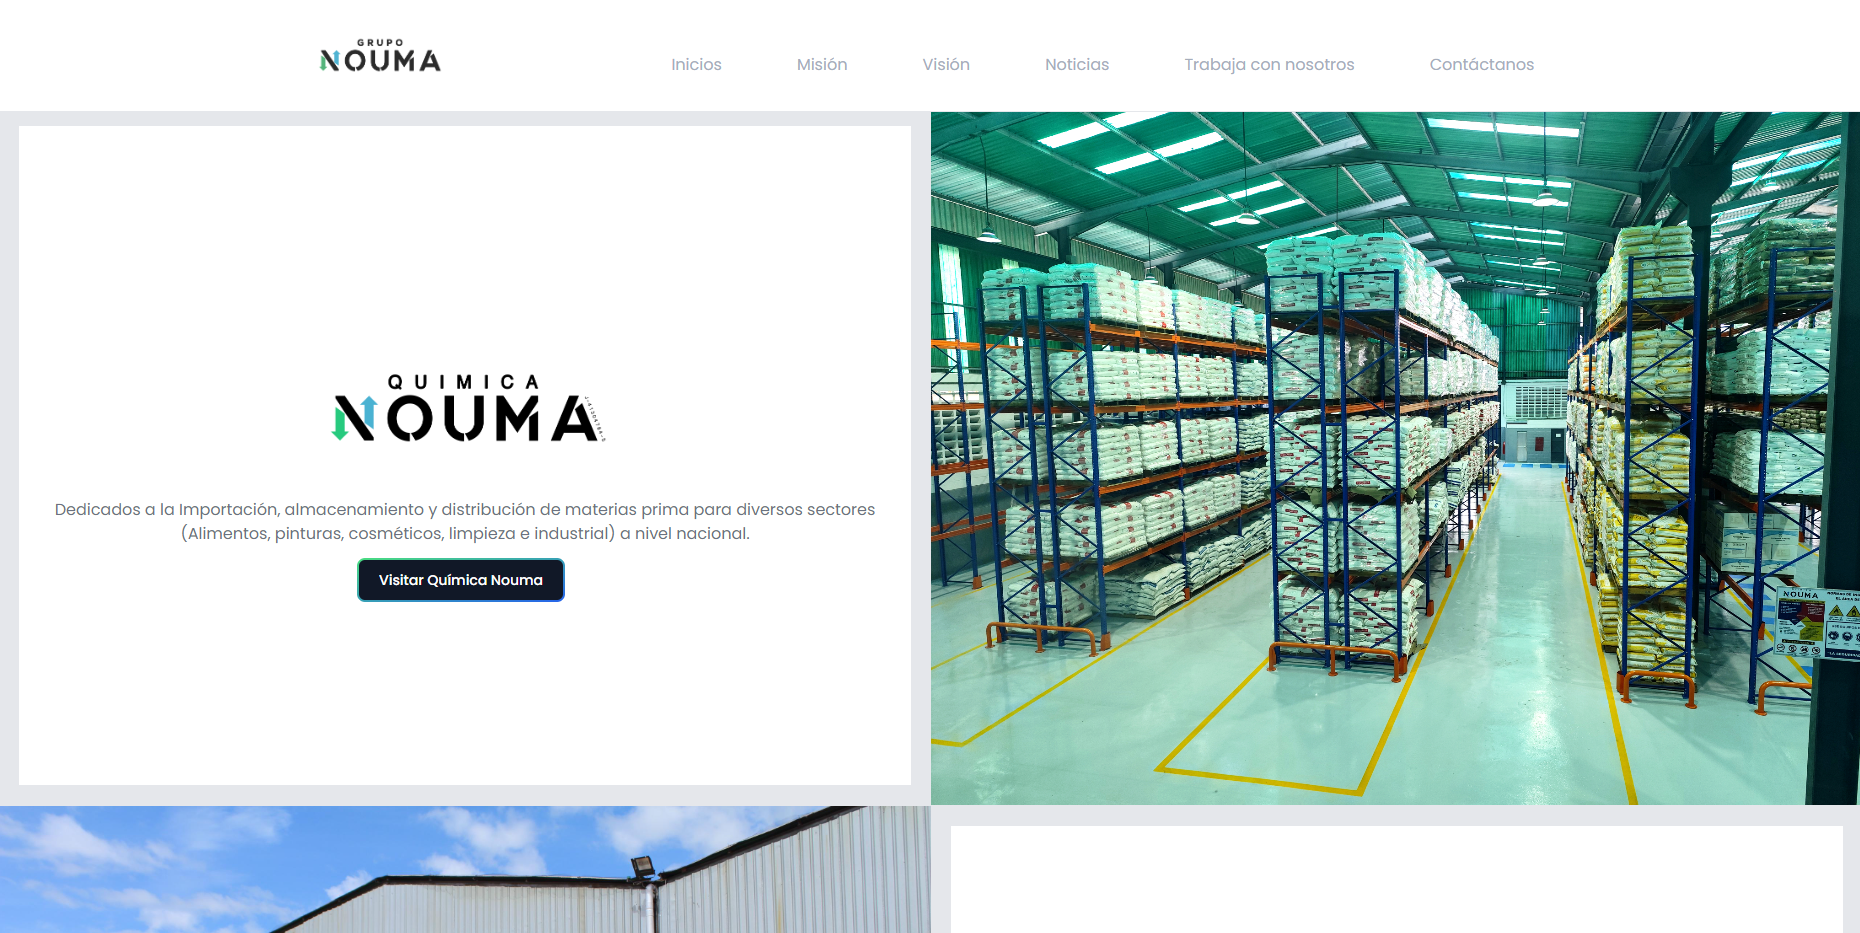 GRUPO
NOUMA
Inicios
Misión
Visión
Noticias
Trabaja con nosotros
Contáctanos
QUIMICA
NOUMA
Dedicados a la Importación, almacenamiento y distribución de materias prima para diversos sectores
(Alimentos, pinturas, cosméticos, limpieza e industrial) a nivel nacional.
Visitar Química Nouma
NOUMA